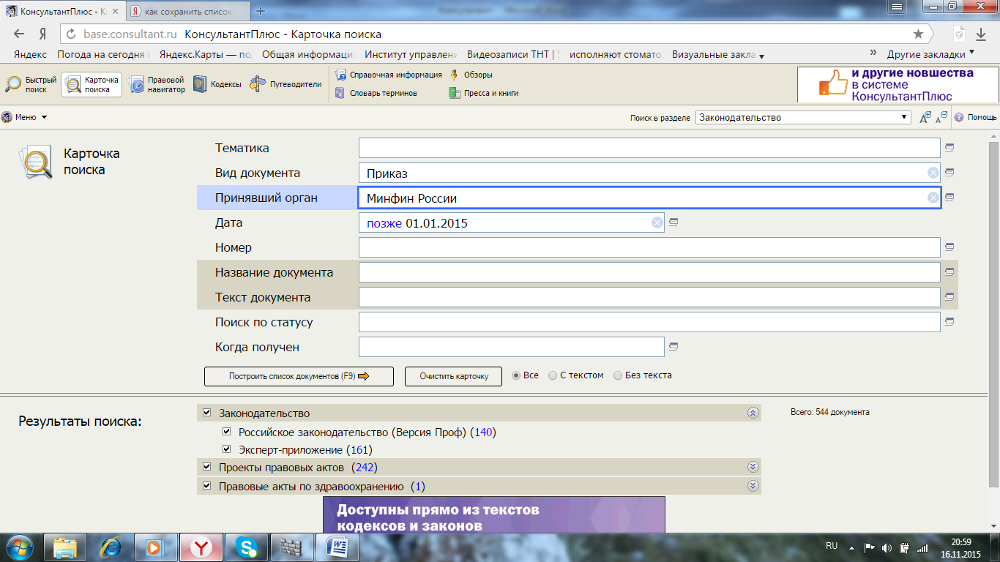 КонсультантПлюс - Ка
как сохранить список
base.consultant.ru КонсультантПлюс - Карточка поиска
Яндекс Погода на сегодня Яндекс.Карты — по Общая информаци Институт управлен Видеозаписи ТНТ | исполняют стомато Визуальные закла » Другие закладки
Быстрый
поиск
Карточка
поиска
Правовой
навигатор
Кодексы
Путеводители
Справочная информация
Обзоры
Словарь терминов
Пресса и книги
и другие новшества
в системе
КонсультантПлюс
Меню
Поиск в разделе Законодательство
Помощь
Карточка
поиска
Тематика
Вид документа Приказ
Принявший орган Минфин России
Дата позже 01.01.2015
Номер
Название документа
Текст документа
Поиск по статусу
Когда получен
Построить список документов (F9) Очистить карточку Все С текстом Без текста
Результаты поиска:
Законодательство
Всего: 544 документа
Российское законодательство (Версия Проф) (140)
Эксперт-приложение (161)
Проекты правовых актов (242)
Правовые акты по здравоохранению (1)
Доступны прямо из текстов
кодексов и законов
RU
20:59
16.11.2015